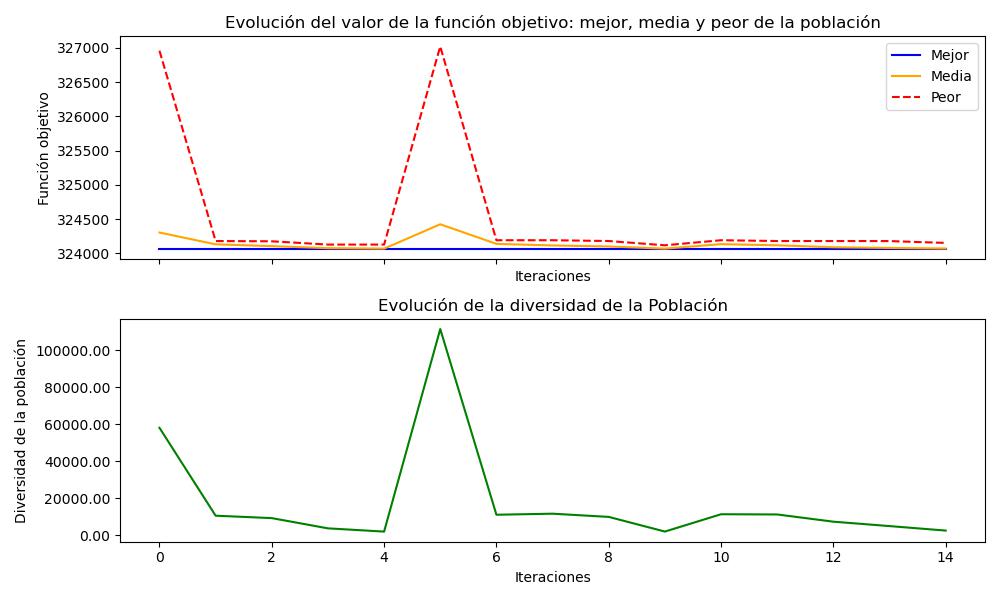 Evolución del valor de la función objetivo: mejor, media y peor de la población
327000
326500
326000
325500
325000
324500
324000
Función objetivo
Mejor
Media
Peor
Iteraciones
Evolución de la diversidad de la Población
100000.00
80000.00
60000.00
40000.00
20000.00
0.00
Diversidad de la población
0 2 4 6 8 10 12 14
Iteraciones